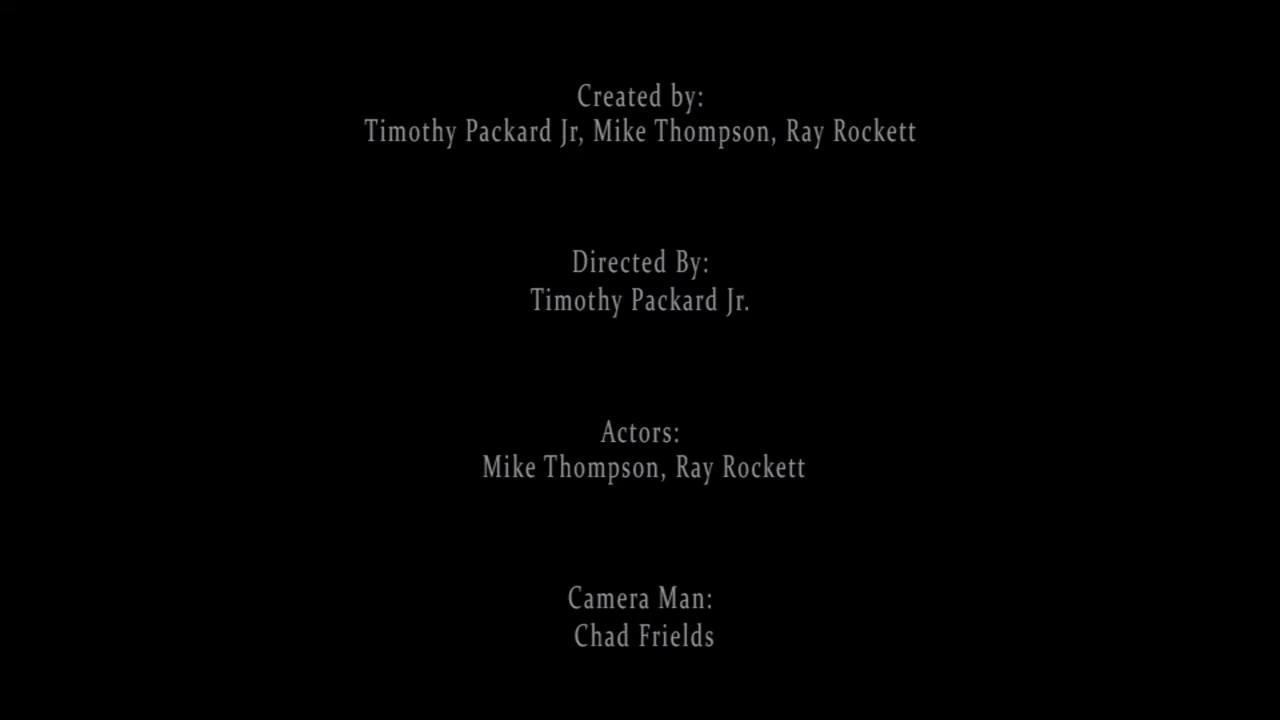 Created by:
Timothy Packard Jr, Mike Thompson, Ray Rockett
Directed By:
Timothy Packard Jr.
Actors:
Mike Thompson, Ray Rockett
Camera Man:
Chad Frields